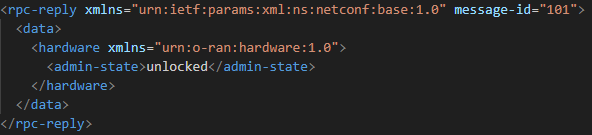 <rpc-reply xmlns="urn:ietf:params:xml:ns:netconf:base:1.0" message-id="101">
  <data>
    <hardware xmlns="urn:o-ran:hardware:1.0">
      <admin-state>unlocked</admin-state>
    </hardware>
  </data>
</rpc-reply>